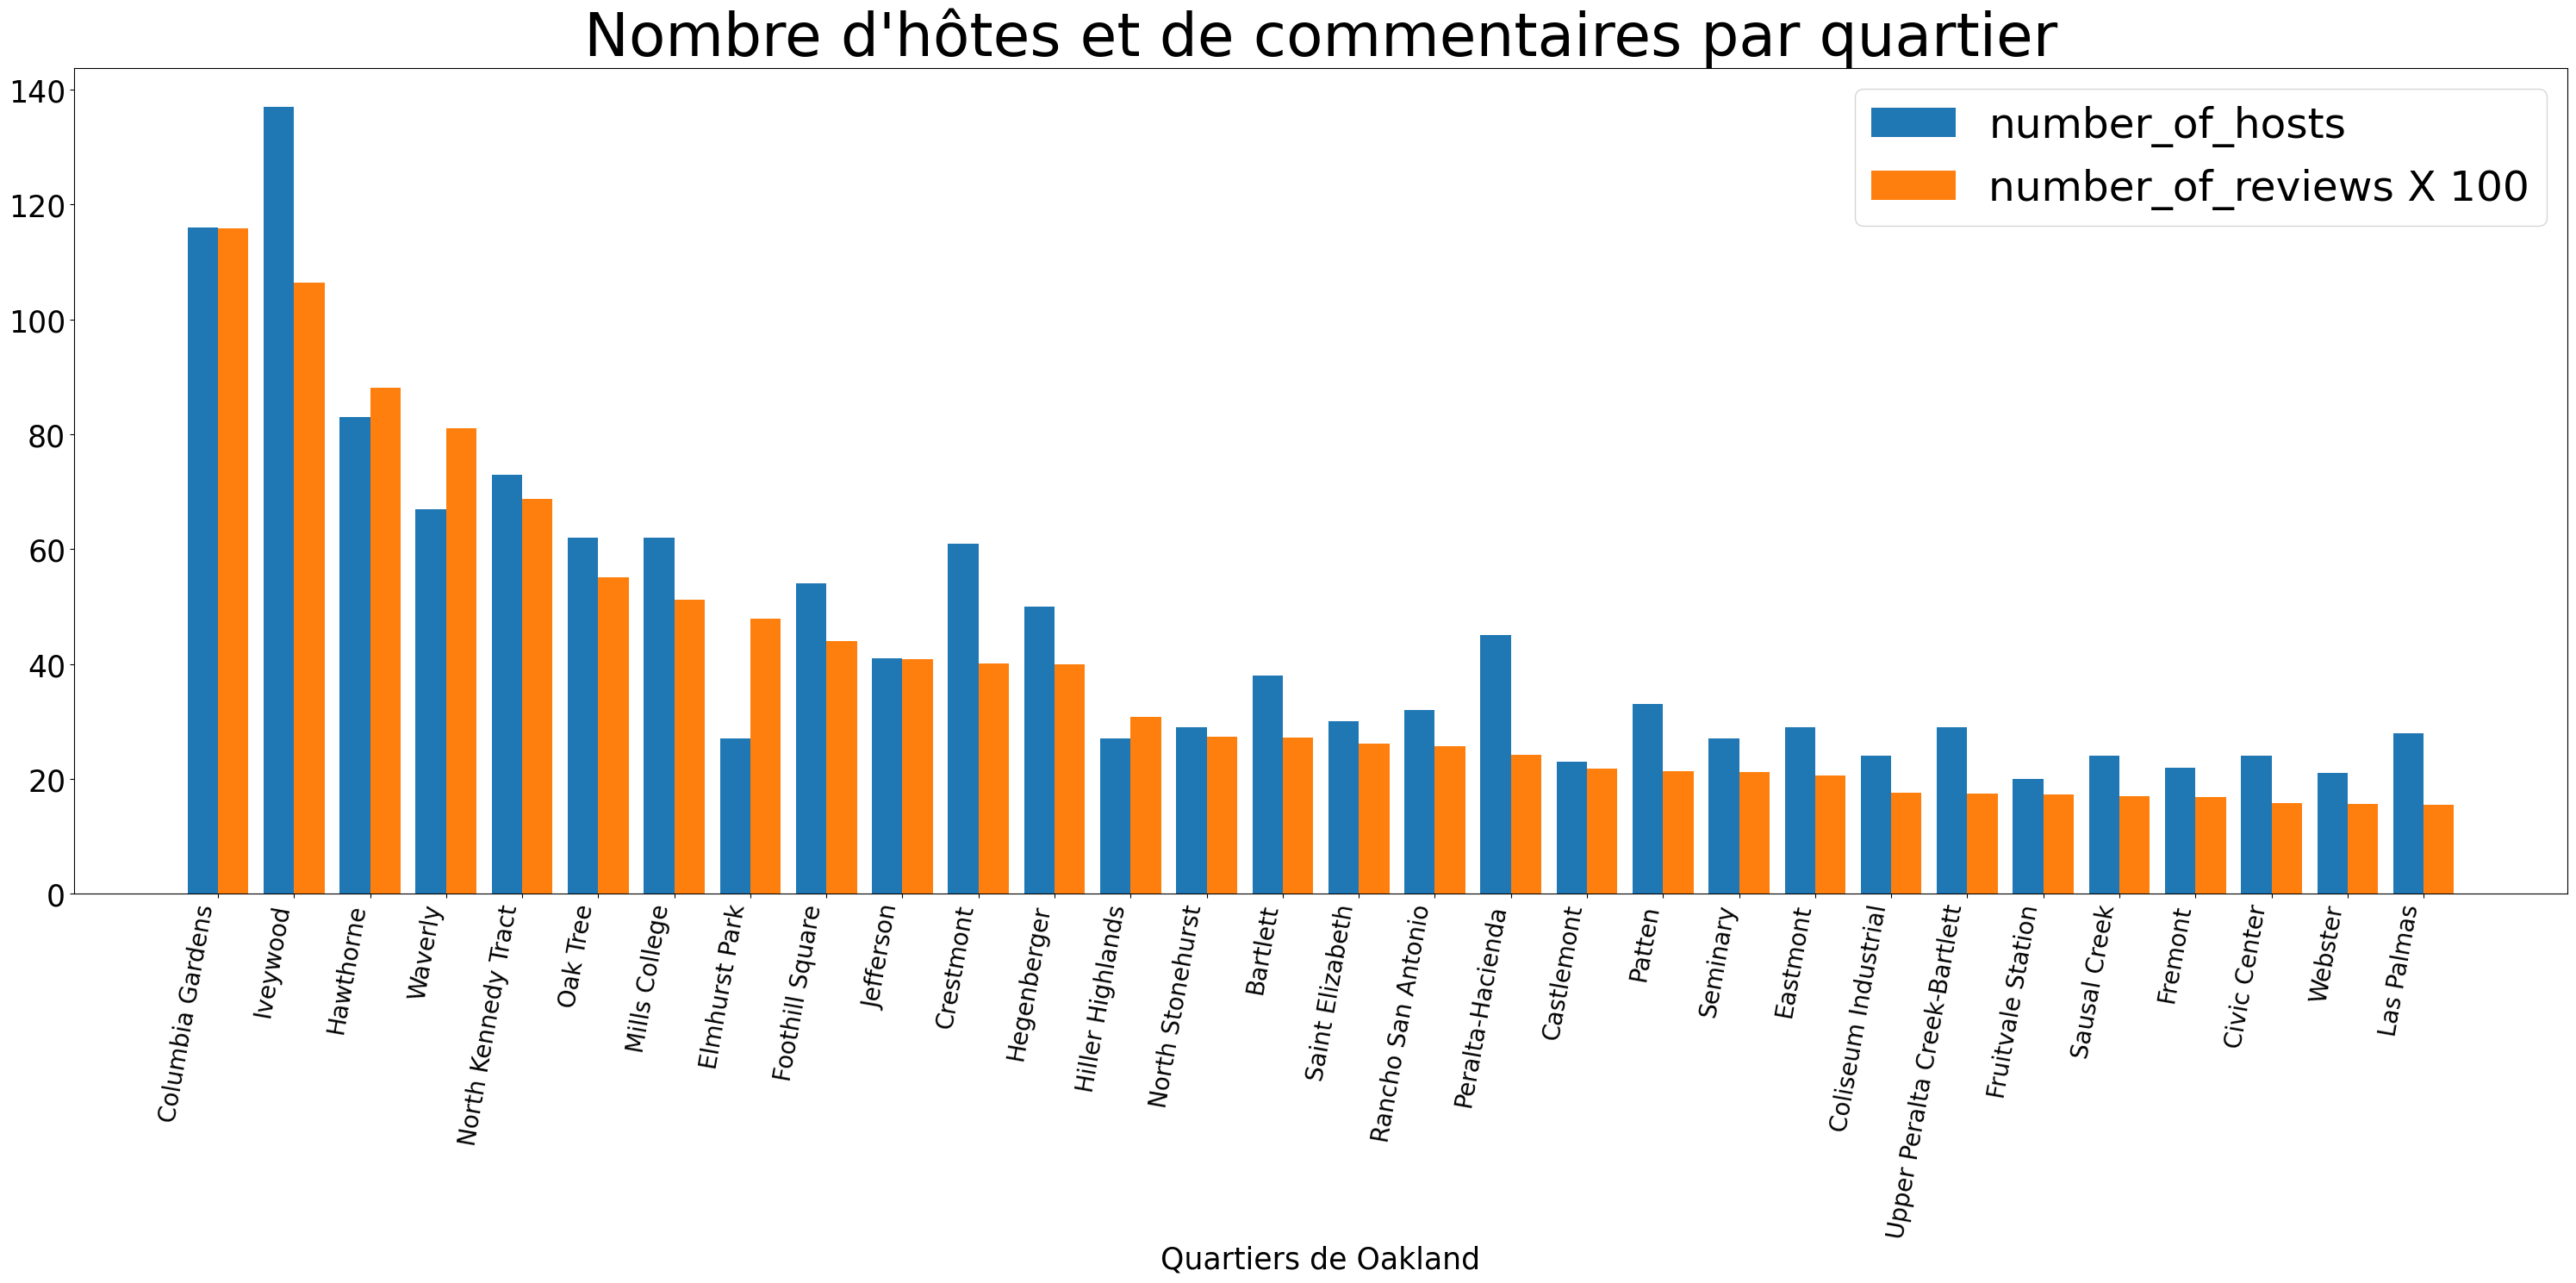 Nombre d'hôtes et de commentaires par quartier
number_of_hosts
number_of_reviews X 100
140
120
100
80
60
40
20
0
Columbia Gardens
Iveywood
Hawthorne
Waverly
North Kennedy Tract
Oak Tree
Mills College
Elmhurst Park
Foothill Square
Jefferson
Crestmont
Hegenberger
Hiller Highlands
North Stonehurst
Bartlett
Saint Elizabeth
Rancho San Antonio
Peralta-Hacienda
Castlemont
Patten
Seminary
Eastmont
Coliseum Industrial
Upper Peralta Creek-Bartlett
Fruitvale Station
Sausal Creek
Fremont
Civic Center
Webster
Las Palmas
Quartiers de Oakland